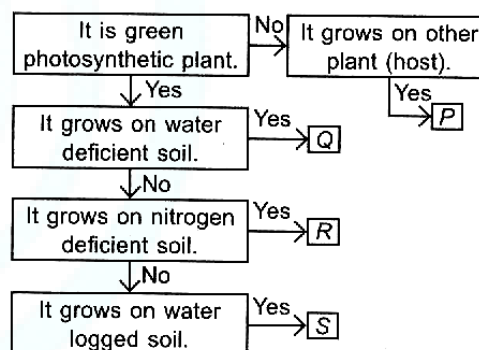 It is green
photosynthetic plant.
No
It grows on other
plant (host).
Yes
Yes
P
It grows on water
deficient soil.
Yes
Q
No
It grows on nitrogen
deficient soil.
Yes
R
No
It grows on water
logged soil.
Yes
S